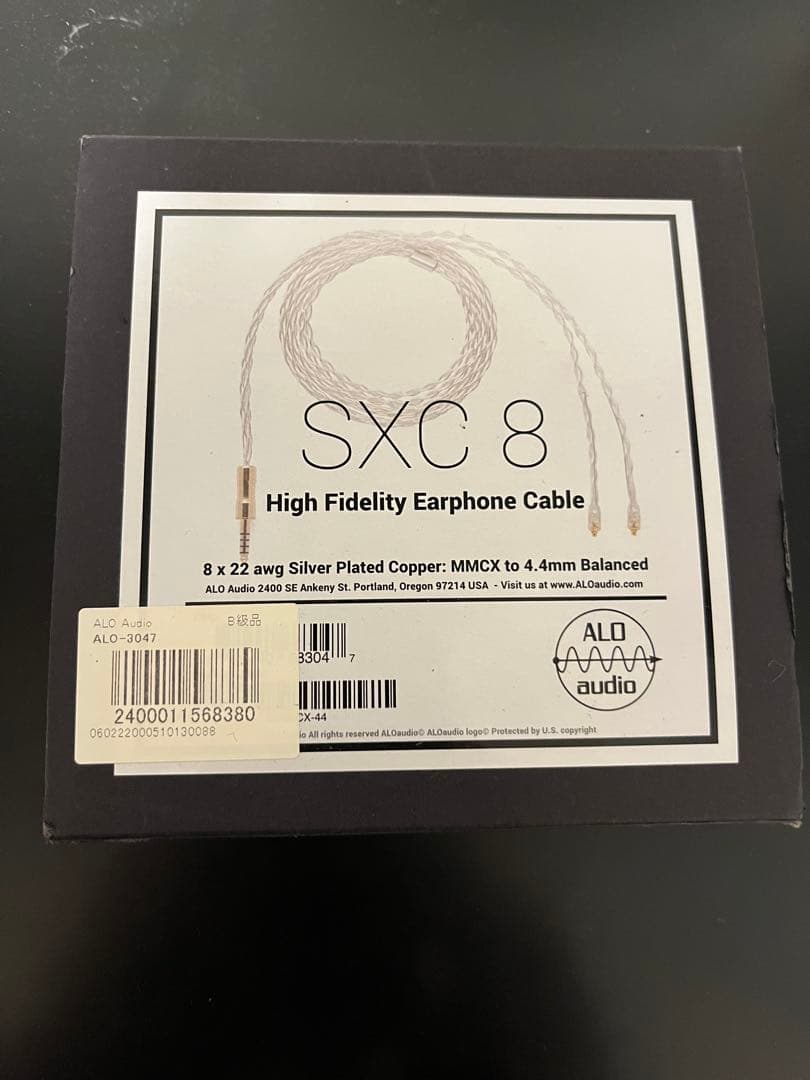 SXC 8
High Fidelity Earphone Cable
8 x 22 awg Silver Plated Copper: MMCX to 4.4mm Balanced
ALO Audio 2400 SE Ankeny St. Portland, Oregon 97214 USA - Visit us at www.ALOaudio.com
ALO Audio B級品
ALO-3047
2400011568380
060222000510130088
8304 7
CX-44
All rights reserved ALOaudio© ALOaudio logo© Protected by U.S. copyright
ALO
audio